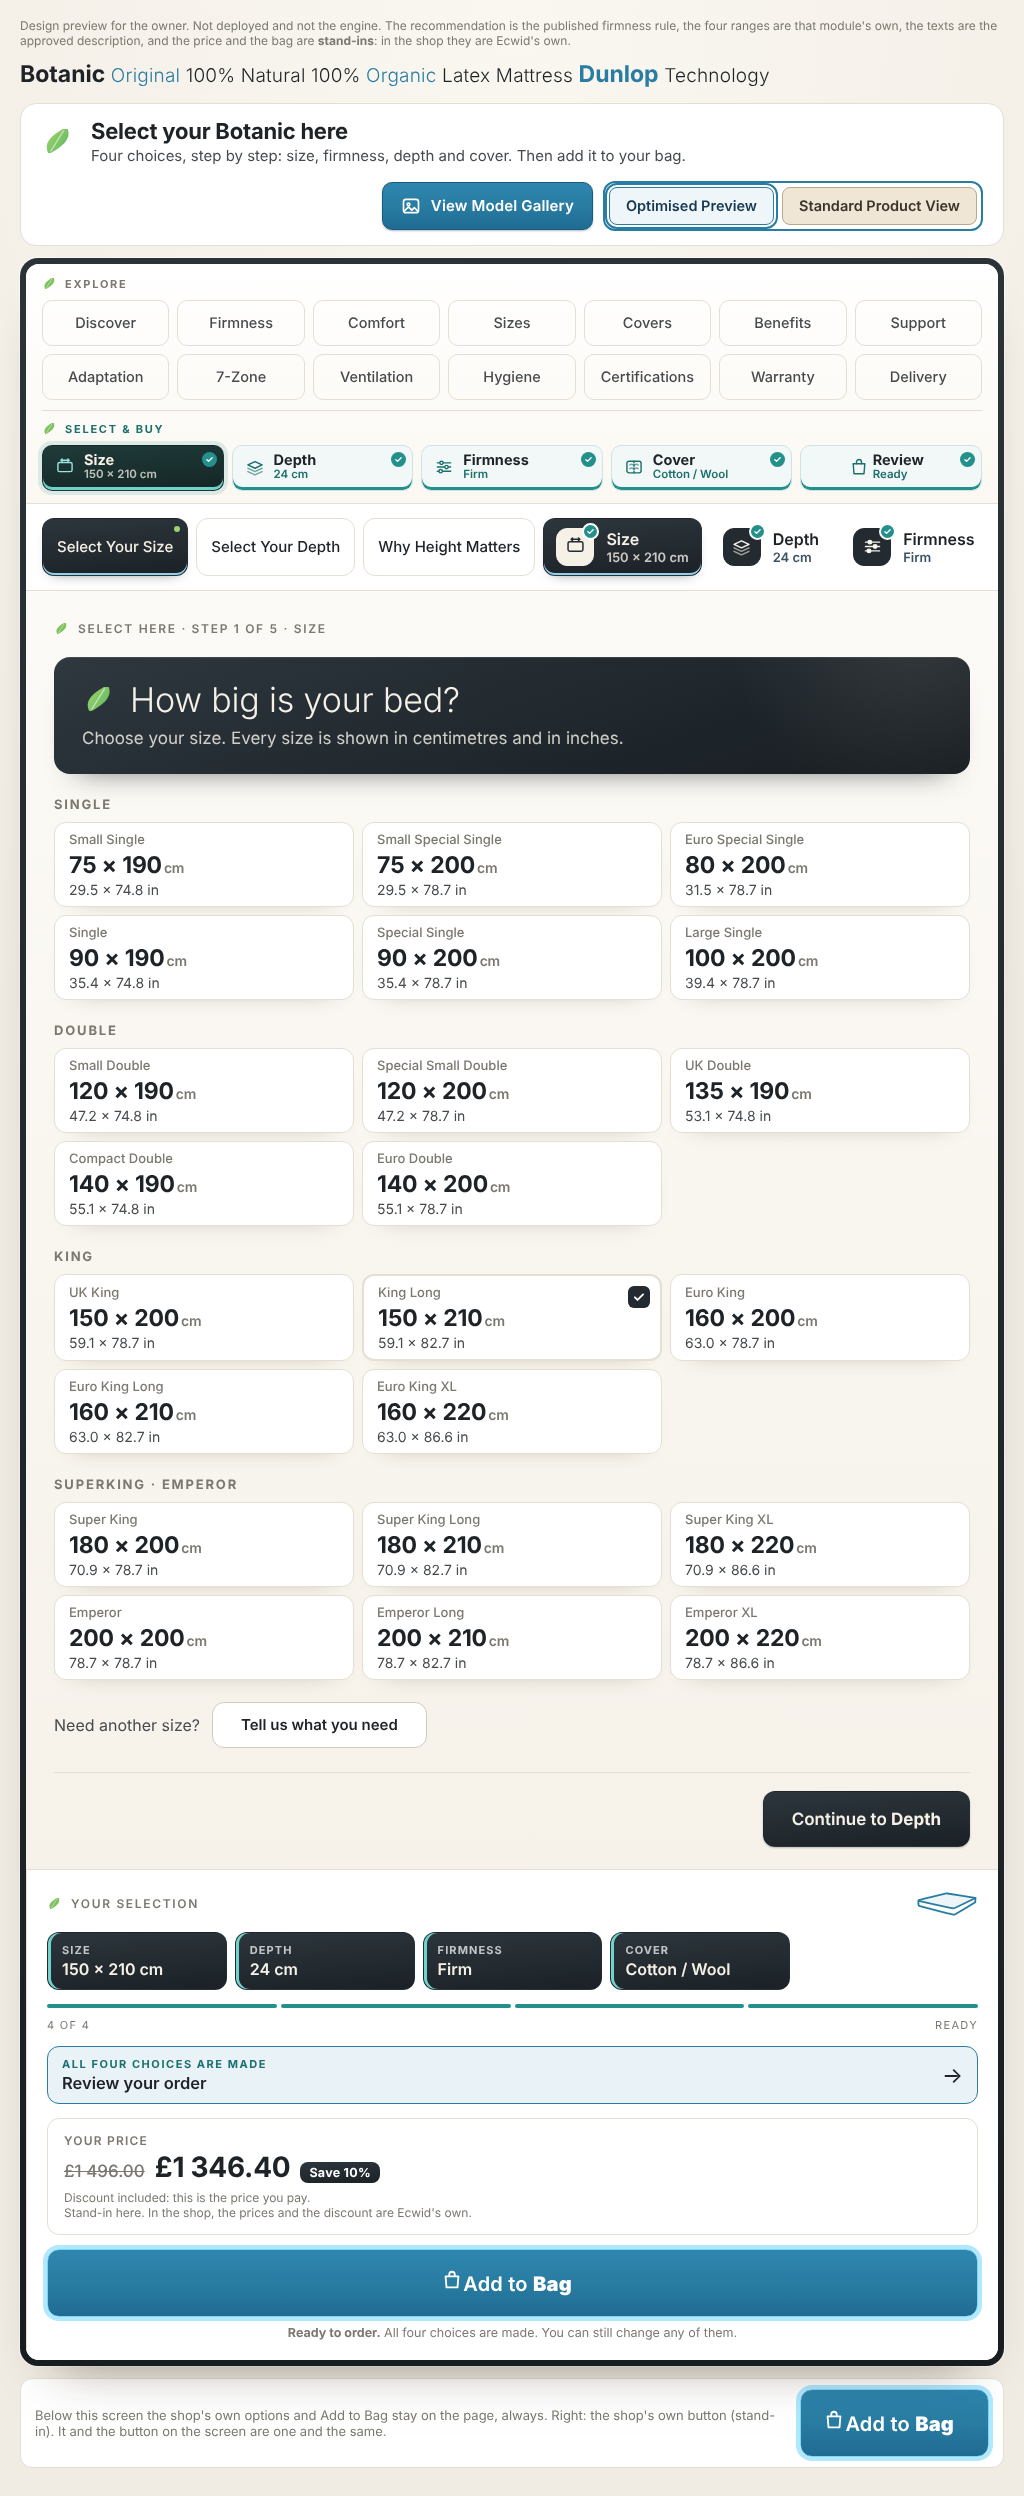 Design preview for the owner. Not deployed and not the engine. The recommendation is the published firmness rule, the four ranges are that module's own, the texts are the
approved description, and the price and the bag are stand-ins: in the shop they are Ecwid's own.
Botanic Original 100% Natural 100% Organic Latex Mattress Dunlop Technology
Select your Botanic here
Four choices, step by step: size, firmness, depth and cover. Then add it to your bag.
View Model Gallery
Optimised Preview
Standard Product View
EXPLORE
Discover
Firmness
Comfort
Sizes
Covers
Benefits
Support
Adaptation
7-Zone
Ventilation
Hygiene
Certifications
Warranty
Delivery
SELECT & BUY
Size
150 × 210 cm
Depth
24 cm
Firmness
Firm
Cover
Cotton / Wool
Review
Ready
Select Your Size
Select Your Depth
Why Height Matters
Size
150 × 210 cm
Depth
24 cm
Firmness
Firm
SELECT HERE · STEP 1 OF 5 · SIZE
How big is your bed?
Choose your size. Every size is shown in centimetres and in inches.
SINGLE
Small Single
75 × 190 cm
29.5 × 74.8 in
Small Special Single
75 × 200 cm
29.5 × 78.7 in
Euro Special Single
80 × 200 cm
31.5 × 78.7 in
Single
90 × 190 cm
35.4 × 74.8 in
Special Single
90 × 200 cm
35.4 × 78.7 in
Large Single
100 × 200 cm
39.4 × 78.7 in
DOUBLE
Small Double
120 × 190 cm
47.2 × 74.8 in
Special Small Double
120 × 200 cm
47.2 × 78.7 in
UK Double
135 × 190 cm
53.1 × 74.8 in
Compact Double
140 × 190 cm
55.1 × 74.8 in
Euro Double
140 × 200 cm
55.1 × 78.7 in
KING
UK King
150 × 200 cm
59.1 × 78.7 in
King Long
150 × 210 cm
59.1 × 82.7 in
Euro King
160 × 200 cm
63.0 × 78.7 in
Euro King Long
160 × 210 cm
63.0 × 82.7 in
Euro King XL
160 × 220 cm
63.0 × 86.6 in
SUPERKING · EMPEROR
Super King
180 × 200 cm
70.9 × 78.7 in
Super King Long
180 × 210 cm
70.9 × 82.7 in
Super King XL
180 × 220 cm
70.9 × 86.6 in
Emperor
200 × 200 cm
78.7 × 78.7 in
Emperor Long
200 × 210 cm
78.7 × 82.7 in
Emperor XL
200 × 220 cm
78.7 × 86.6 in
Need another size?
Tell us what you need
Continue to Depth
YOUR SELECTION
SIZE
150 × 210 cm
DEPTH
24 cm
FIRMNESS
Firm
COVER
Cotton / Wool
4 OF 4
READY
ALL FOUR CHOICES ARE MADE
Review your order
YOUR PRICE
£1 496.00 £1 346.40 Save 10%
Discount included: this is the price you pay.
Stand-in here. In the shop, the prices and the discount are Ecwid's own.
Add to Bag
Ready to order. All four choices are made. You can still change any of them.
Below this screen the shop's own options and Add to Bag stay on the page, always. Right: the shop's own button (stand-
in). It and the button on the screen are one and the same.
Add to Bag